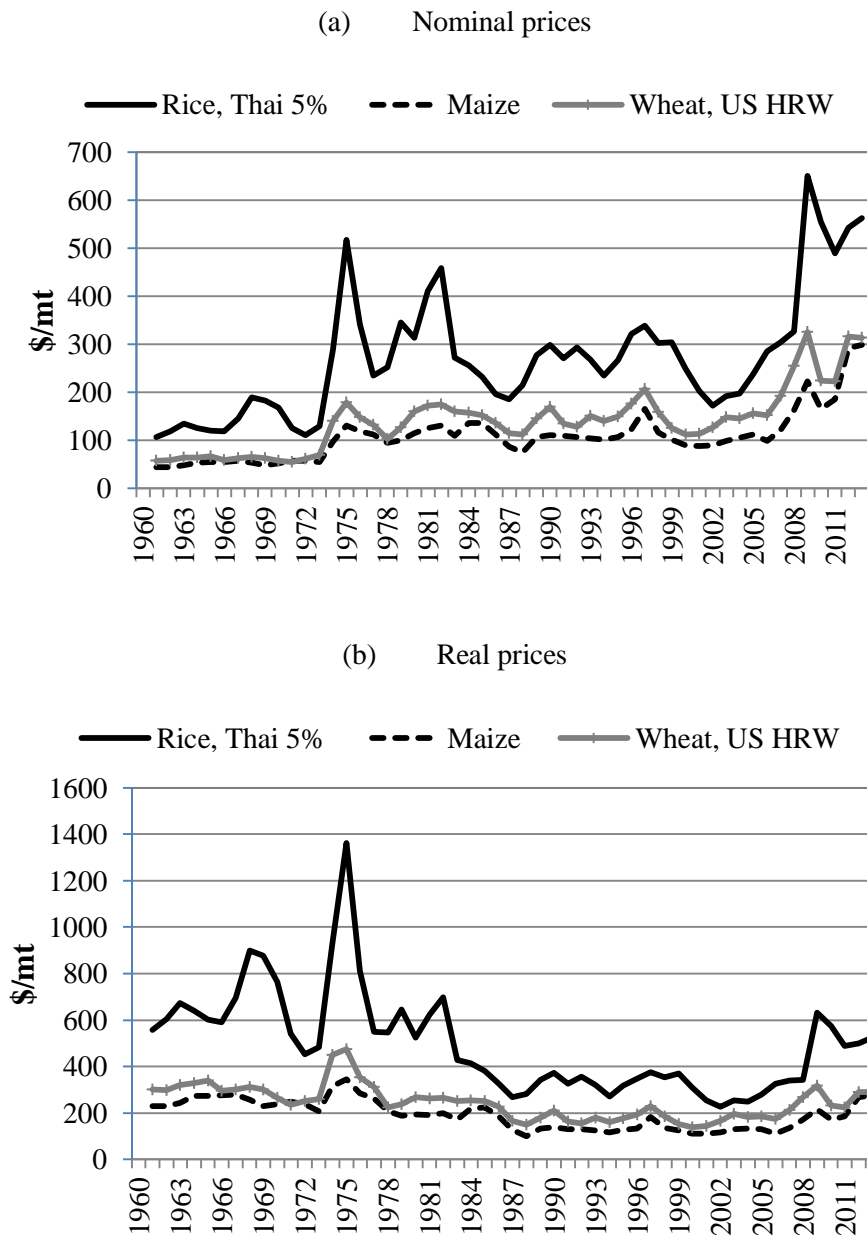 (a) Nominal prices
Rice, Thai 5% Maize Wheat, US HRW
700
600
500
400
300
200
100
0
$/mt
1960 1963 1966 1969 1972 1975 1978 1981 1984 1987 1990 1993 1996 1999 2002 2005 2008 2011
(b) Real prices
Rice, Thai 5% Maize Wheat, US HRW
1600
1400
1200
1000
800
600
400
200
0
$/mt
1960 1963 1966 1969 1972 1975 1978 1981 1984 1987 1990 1993 1996 1999 2002 2005 2008 2011